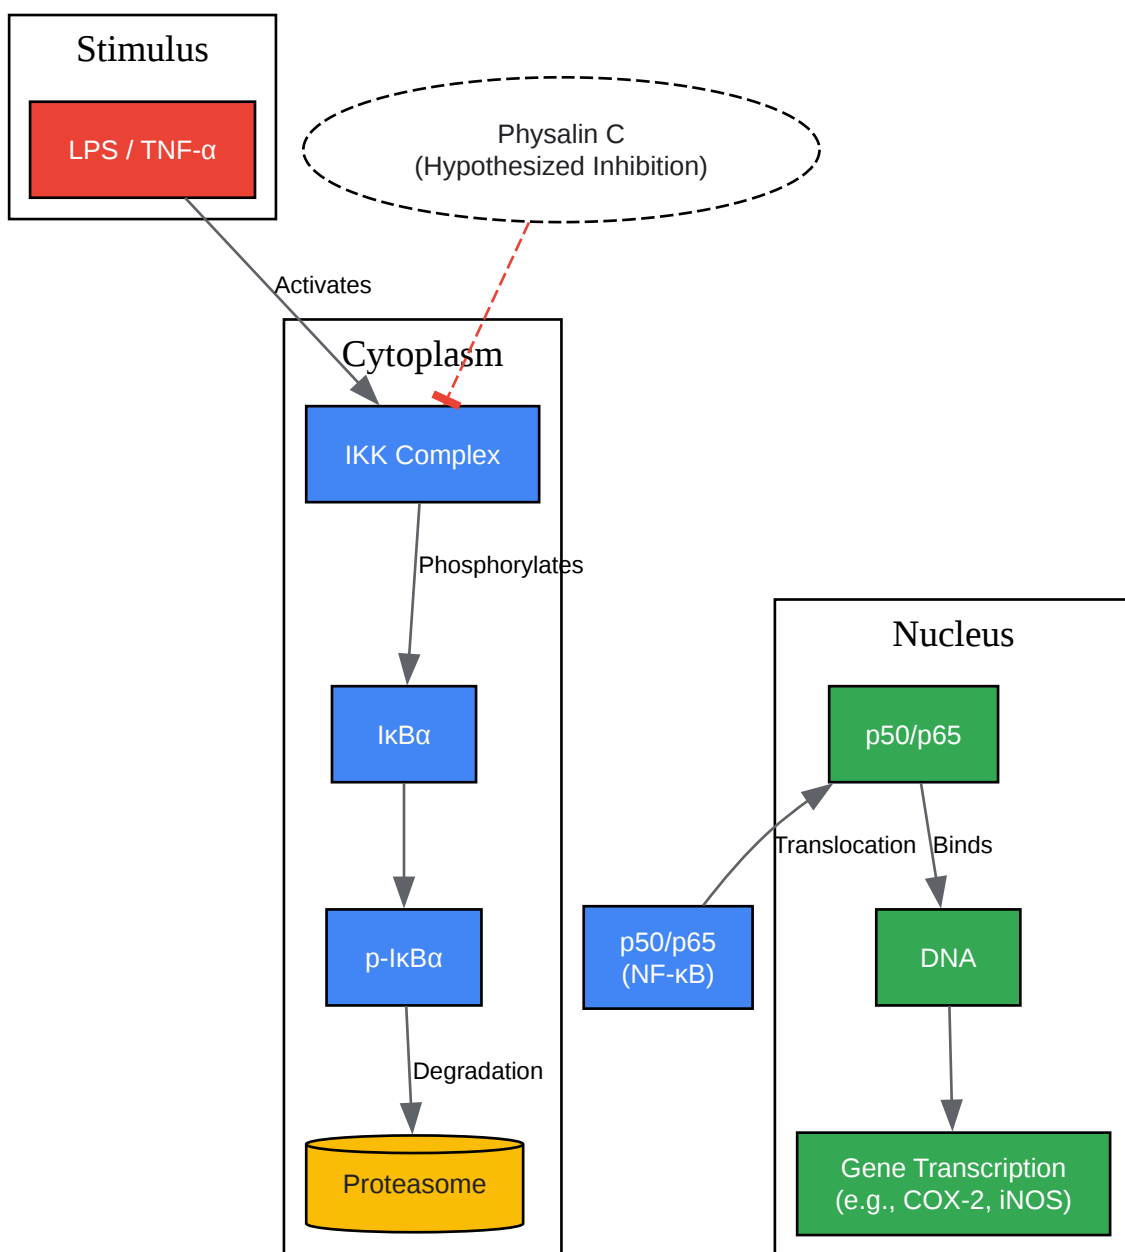 Stimulus
LPS / TNF-α
Physalin C
(Hypothesized Inhibition)
Activates
Cytoplasm
IKK Complex
Phosphorylates
IκBα
p-IκBα
Degradation
Proteasome
p50/p65
(NF-κB)
Translocation
Nucleus
p50/p65
Binds
DNA
Gene Transcription
(e.g., COX-2, iNOS)